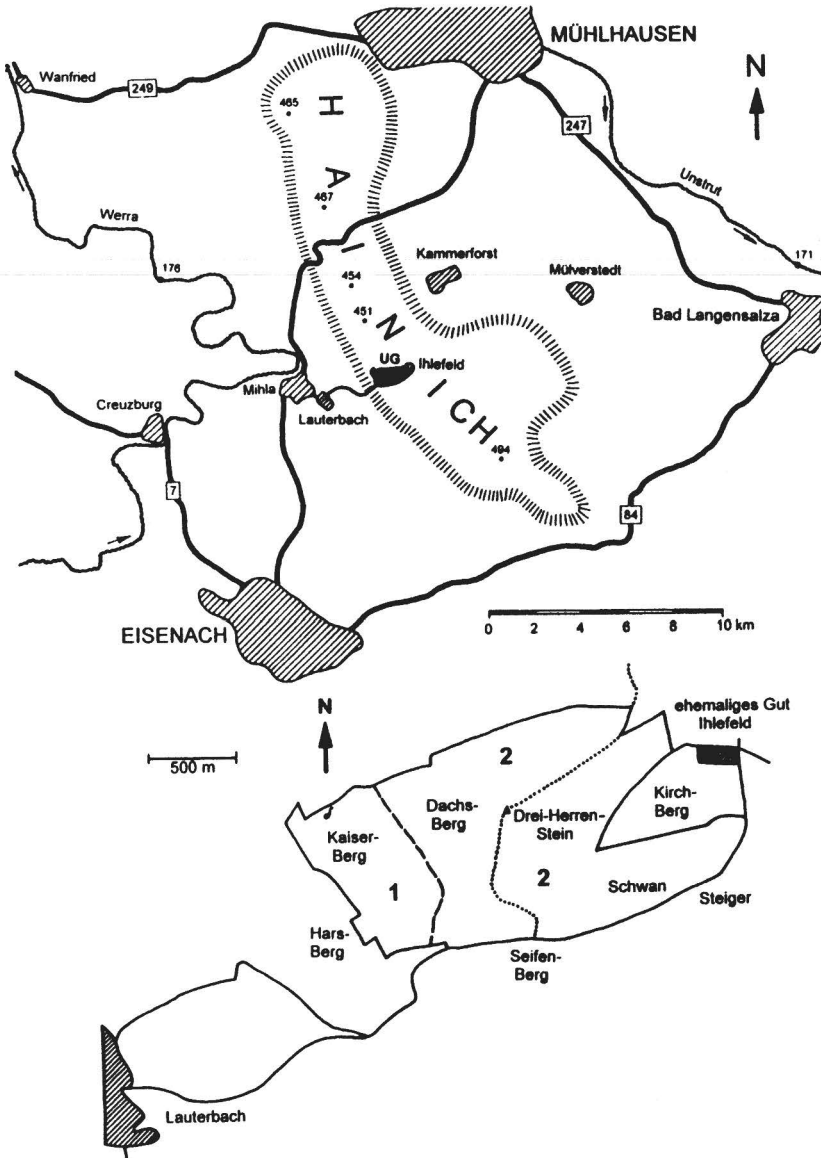 MÜHLHAUSEN
Wanfried
249
N
465
H
247
A
Unstrut
467
Werra
I
Kammerforst
171
176
454
Mülverstedt
451
N
Bad Langensalza
UG
Ihlefeld
Mihla
I
Creuzburg
Lauterbach
CH
494
7
84
EISENACH
0 2 4 6 8 10 km
N
500 m
ehemaliges Gut
Ihlefeld
2
Kirch-
Berg
Dachs-
Berg
Drei-Herren-
Stein
Kaiser-
Berg
1
2
Schwan
Steiger
Hars-
Berg
Seifen-
Berg
Lauterbach